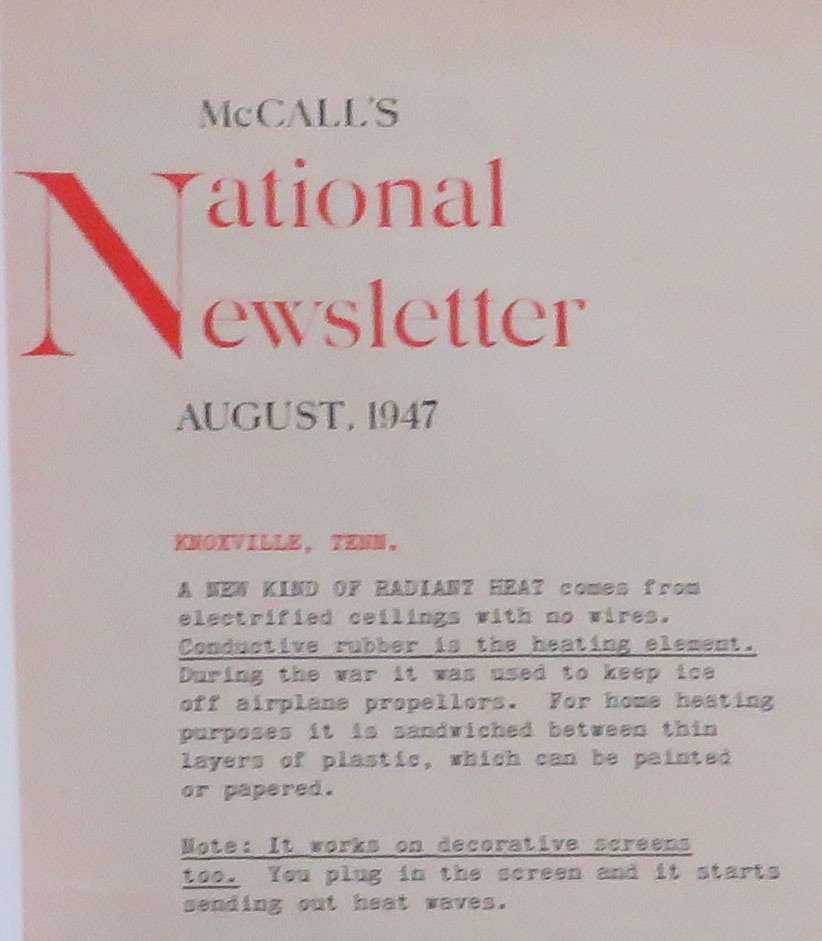 McCALL'S
National
Newsletter
AUGUST, 1947
KNOXVILLE, TENN.
A NEW KIND OF RADIANT HEAT comes from
electrified ceilings with no wires.
Conductive rubber is the heating element.
During the war it was used to keep ice
off airplane propellors.  For home heating
purposes it is sandwiched between thin
layers of plastic, which can be painted
or papered.
Note: It works on decorative screens
too.  You plug in the screen and it starts
sending out heat waves.